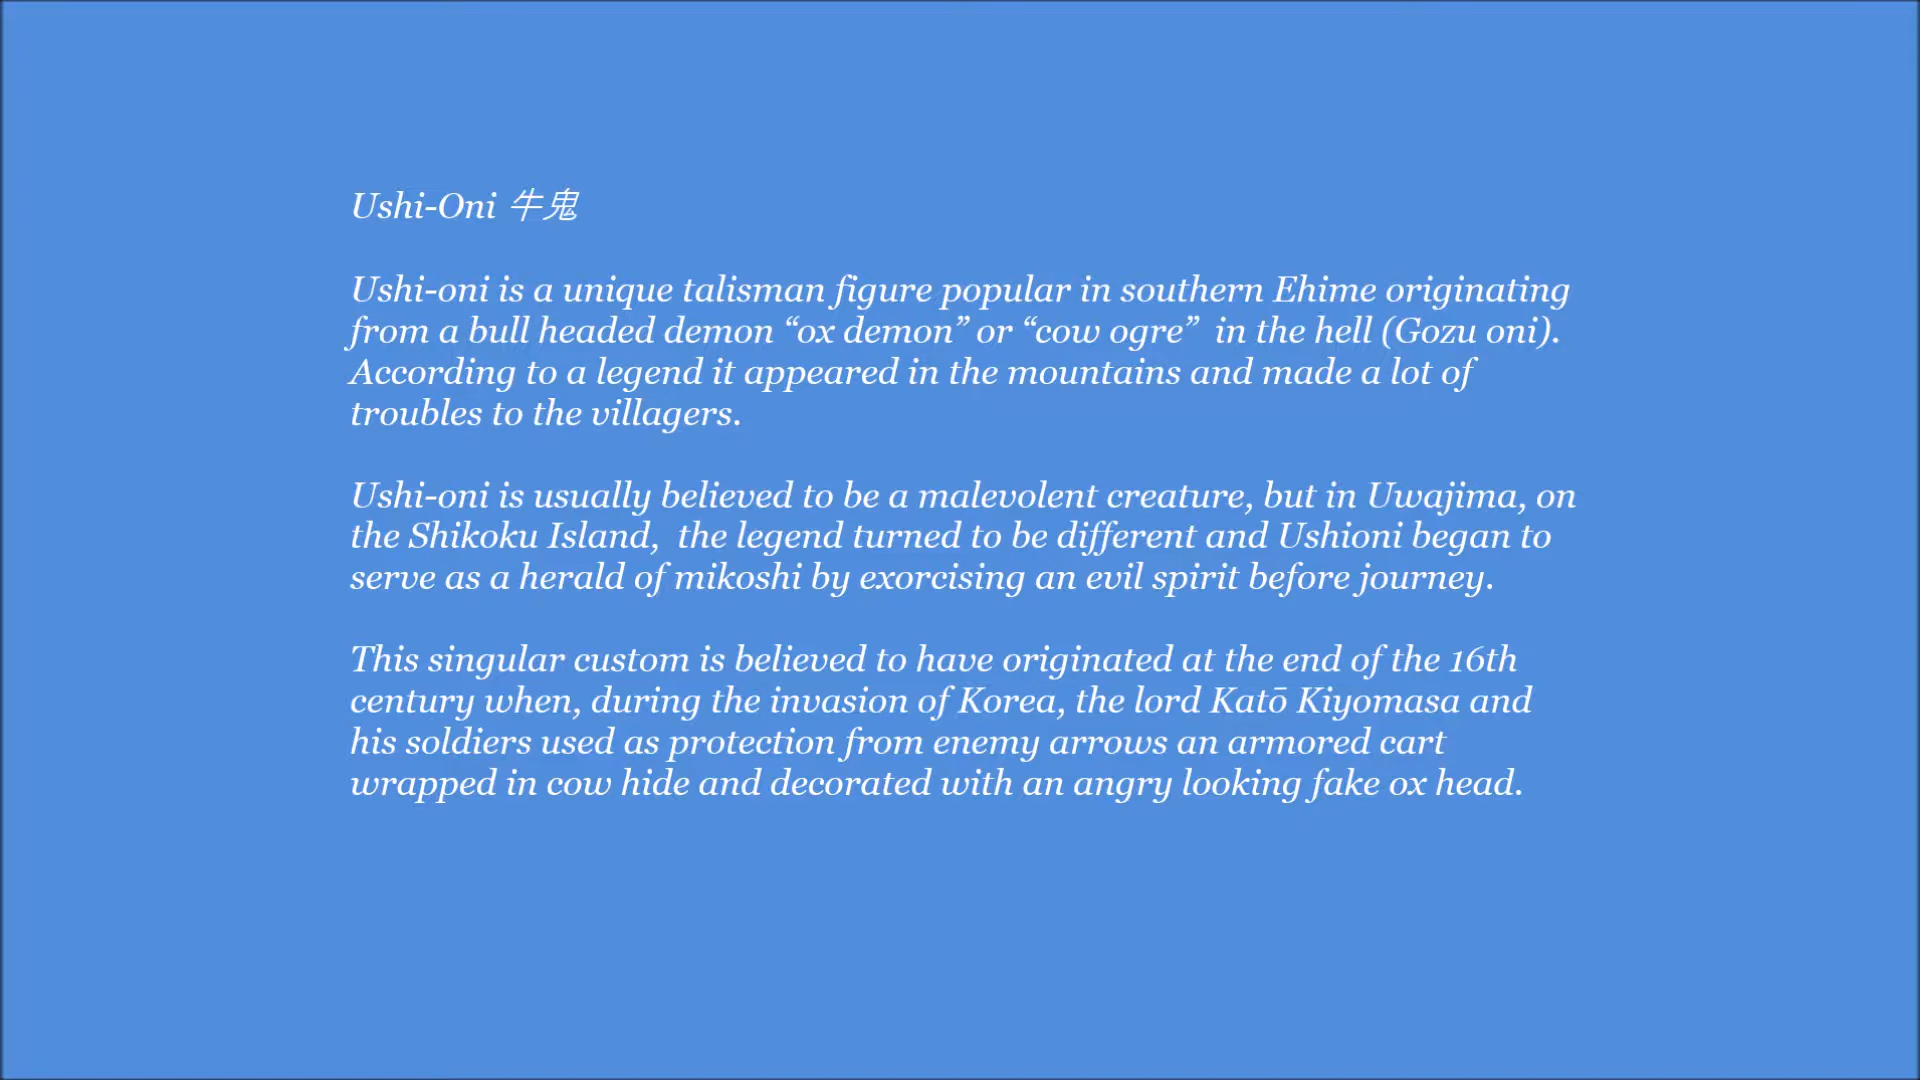 Ushi-Oni 牛鬼
Ushi-oni is a unique talisman figure popular in southern Ehime originating
from a bull headed demon “ox demon” or “cow ogre”  in the hell (Gozu oni).
According to a legend it appeared in the mountains and made a lot of
troubles to the villagers.
Ushi-oni is usually believed to be a malevolent creature, but in Uwajima, on
the Shikoku Island,  the legend turned to be different and Ushioni began to
serve as a herald of mikoshi by exorcising an evil spirit before journey.
This singular custom is believed to have originated at the end of the 16th
century when, during the invasion of Korea, the lord Katō Kiyomasa and
his soldiers used as protection from enemy arrows an armored cart
wrapped in cow hide and decorated with an angry looking fake ox head.